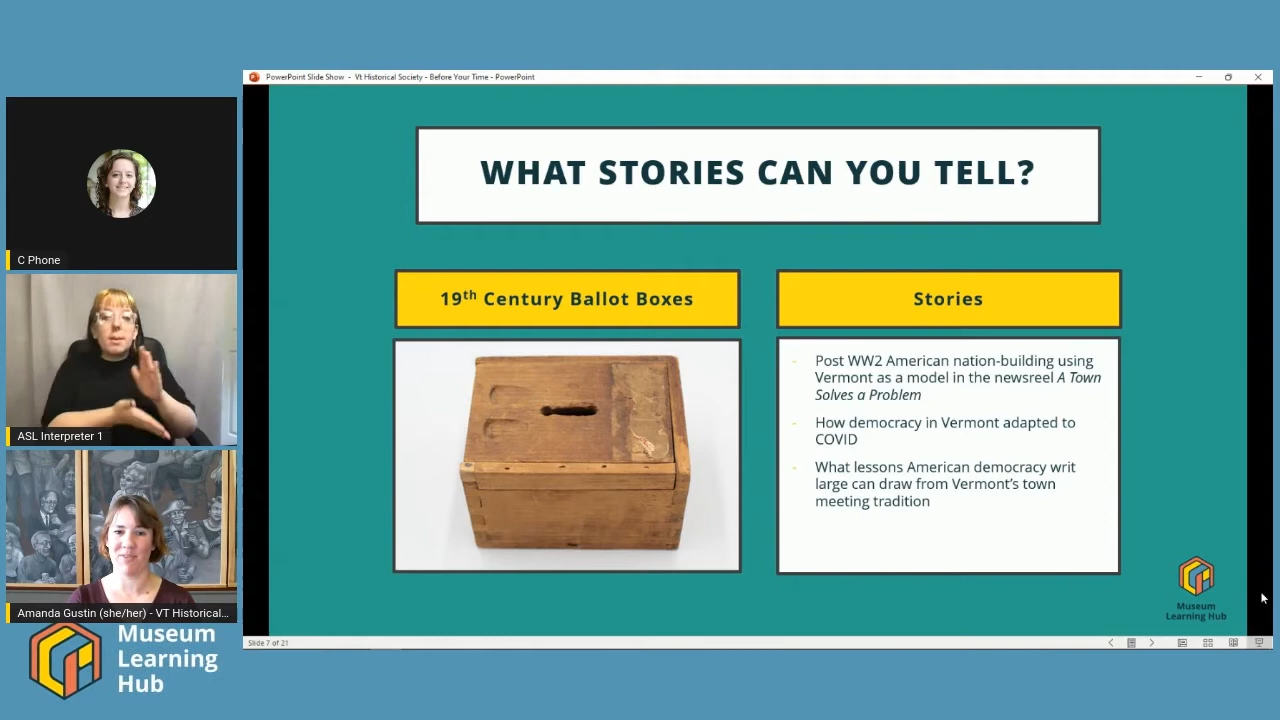 PowerPoint Slide Show - Vt Historical Society - Before Your Time - PowerPoint
WHAT STORIES CAN YOU TELL?
19th Century Ballot Boxes
Stories
- Post WW2 American nation-building using
Vermont as a model in the newsreel A Town
Solves a Problem
- How democracy in Vermont adapted to
COVID
- What lessons American democracy writ
large can draw from Vermont's town
meeting tradition
Museum
Learning Hub
Slide 7 of 21
C Phone
ASL Interpreter 1
Amanda Gustin (she/her) - VT Historical...
Museum
Learning
Hub